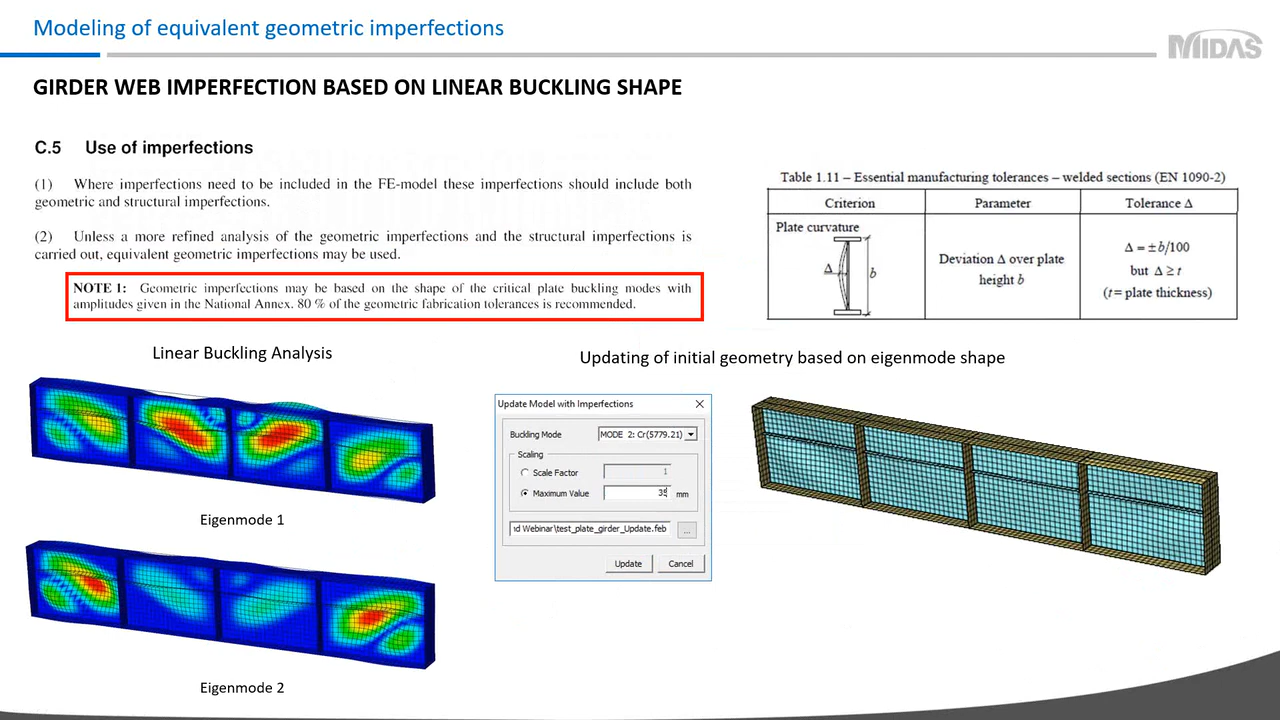 Modeling of equivalent geometric imperfections
MIDAS
GIRDER WEB IMPERFECTION BASED ON LINEAR BUCKLING SHAPE
C.5 Use of imperfections
(1) Where imperfections need to be included in the FE-model these imperfections should include both
geometric and structural imperfections.
(2) Unless a more refined analysis of the geometric imperfections and the structural imperfections is
carried out, equivalent geometric imperfections may be used.
NOTE 1: Geometric imperfections may be based on the shape of the critical plate buckling modes with
amplitudes given in the National Annex. 80 % of the geometric fabrication tolerances is recommended.
Table 1.11 – Essential manufacturing tolerances – welded sections (EN 1090-2)
Criterion Parameter Tolerance Δ
Plate curvature
Δ b
Deviation Δ over plate
height b
Δ = ±b/100
but Δ ≥ t
(t = plate thickness)
Linear Buckling Analysis
Eigenmode 1
Eigenmode 2
Updating of initial geometry based on eigenmode shape
Update Model with Imperfections
Buckling Mode MODE 2: Cr(5779.21)
Scaling
Scale Factor 1
Maximum Value 35 mm
nd Webinar\test_plate_girder_Update.feb ...
Update Cancel